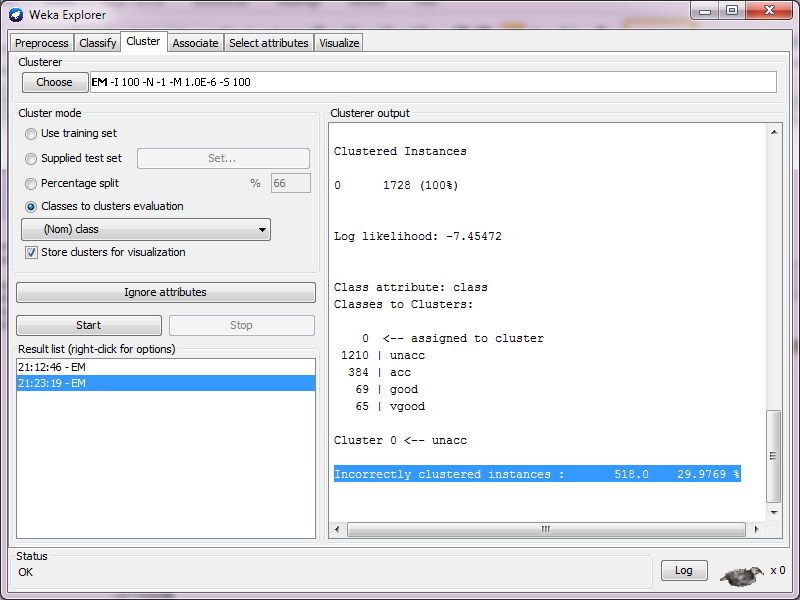 Weka Explorer
Preprocess Classify Cluster Associate Select attributes Visualize
Clusterer
Choose EM -I 100 -N -1 -M 1.0E-6 -S 100
Cluster mode
Use training set
Supplied test set Set...
Percentage split % 66
Classes to clusters evaluation
(Nom) class
Store clusters for visualization
Ignore attributes
Start Stop
Result list (right-click for options)
21:12:46 - EM
21:23:19 - EM
Clusterer output
Clustered Instances
0 1728 (100%)
Log likelihood: -7.45472
Class attribute: class
Classes to Clusters:
0 <-- assigned to cluster
1210 | unacc
384 | acc
69 | good
65 | vgood
Cluster 0 <-- unacc
Incorrectly clustered instances : 518.0 29.9769 %
Status
OK
Log x 0